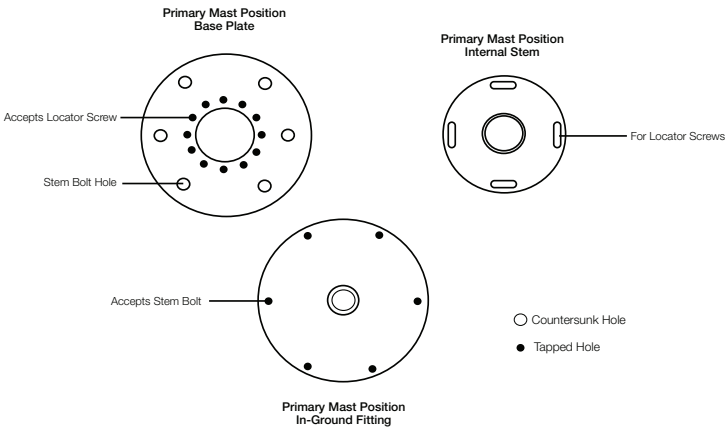 Primary Mast Position
Base Plate
Primary Mast Position
Internal Stem
Accepts Locator Screw
For Locator Screws
Stem Bolt Hole
Accepts Stem Bolt
Countersunk Hole
Tapped Hole
Primary Mast Position
In-Ground Fitting